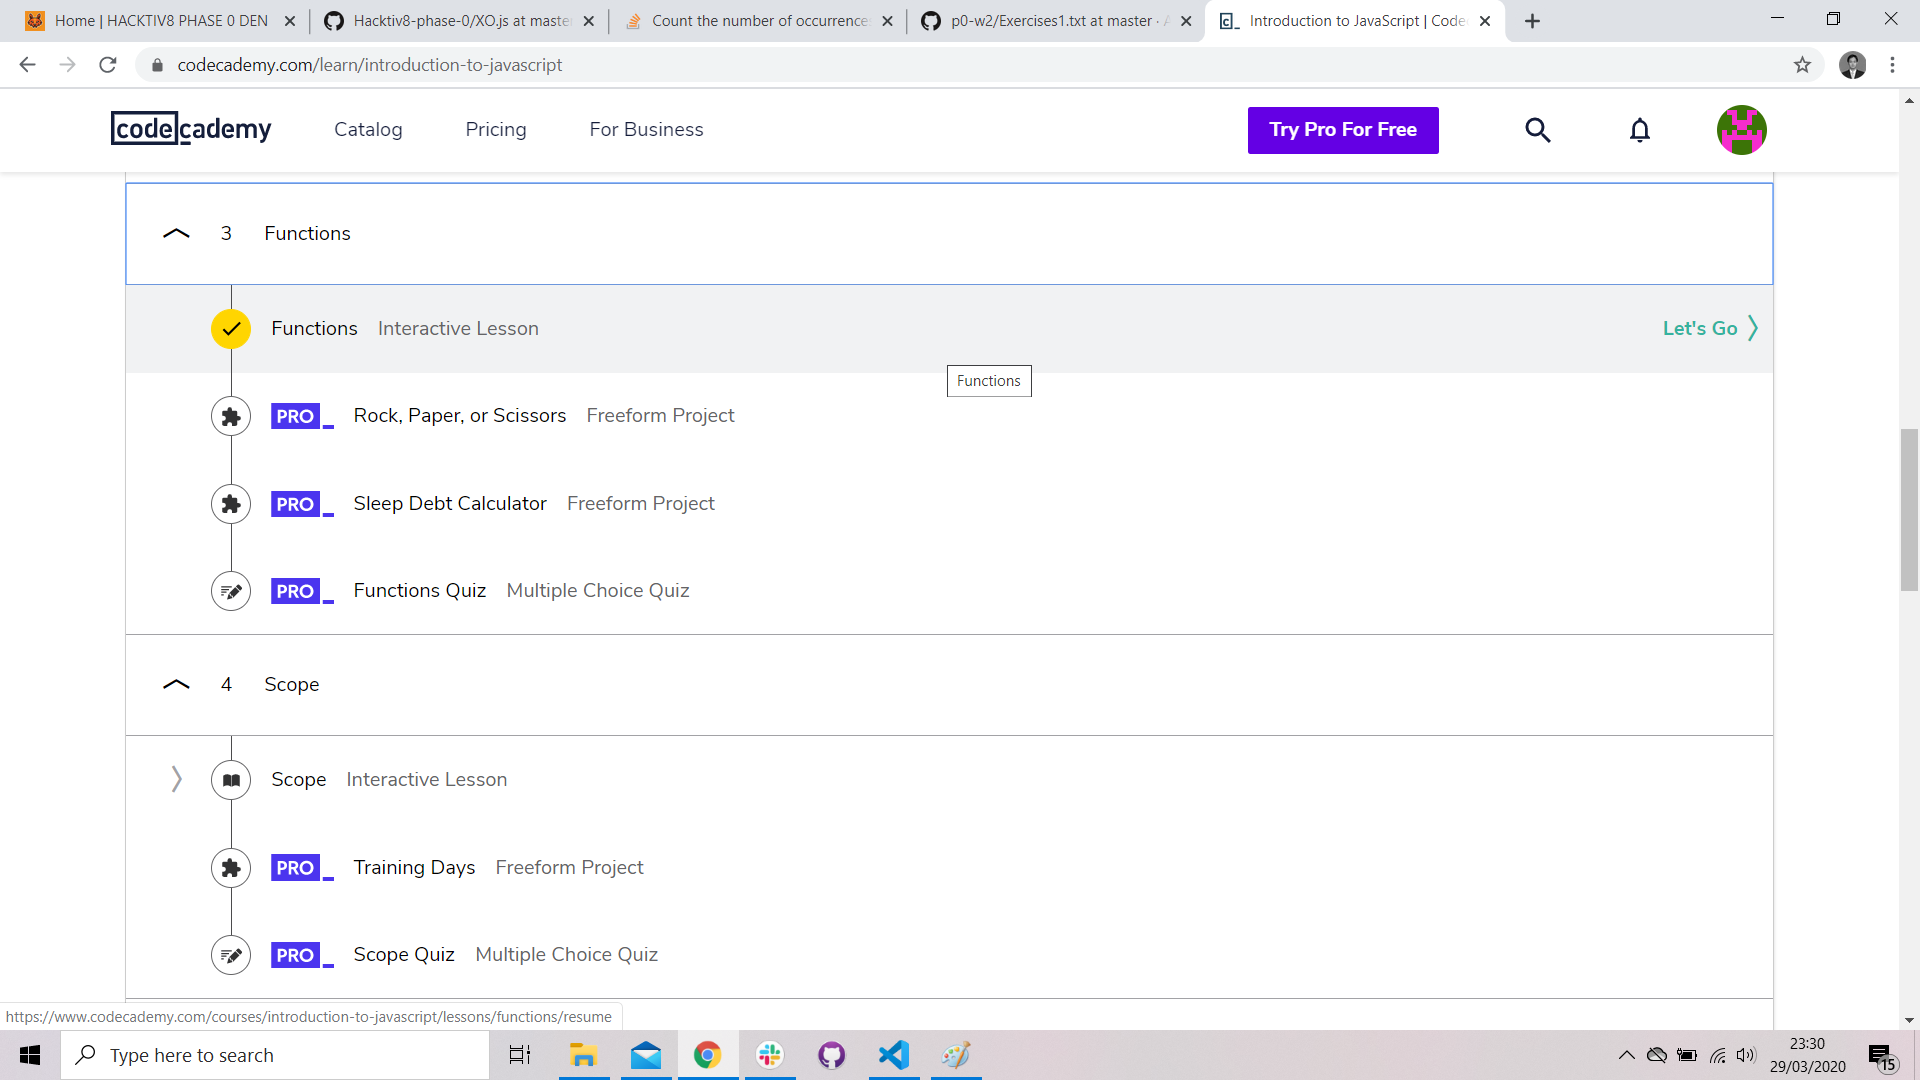 Home | HACKTIV8 PHASE 0 DEN
Hacktiv8-phase-0/XO.js at maste
Count the number of occurrence
p0-w2/Exercises1.txt at master ·
Introduction to JavaScript | Code
codecademy.com/learn/introduction-to-javascript
codecademy
Catalog
Pricing
For Business
Try Pro For Free
3 Functions
Functions Interactive Lesson
Let's Go
Functions
PRO Rock, Paper, or Scissors Freeform Project
PRO Sleep Debt Calculator Freeform Project
PRO Functions Quiz Multiple Choice Quiz
4 Scope
Scope Interactive Lesson
PRO Training Days Freeform Project
PRO Scope Quiz Multiple Choice Quiz
https://www.codecademy.com/courses/introduction-to-javascript/lessons/functions/resume
Type here to search
23:30
29/03/2020
15